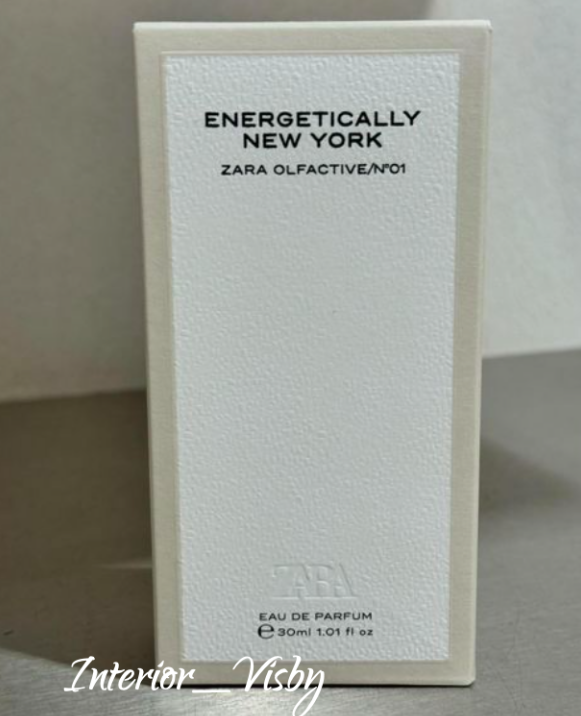 ENERGETICALLY
NEW YORK
ZARA OLFACTIVE/Nº01
ZARA
EAU DE PARFUM
℮ 30ml 1.01 fl oz
Interior_Visby